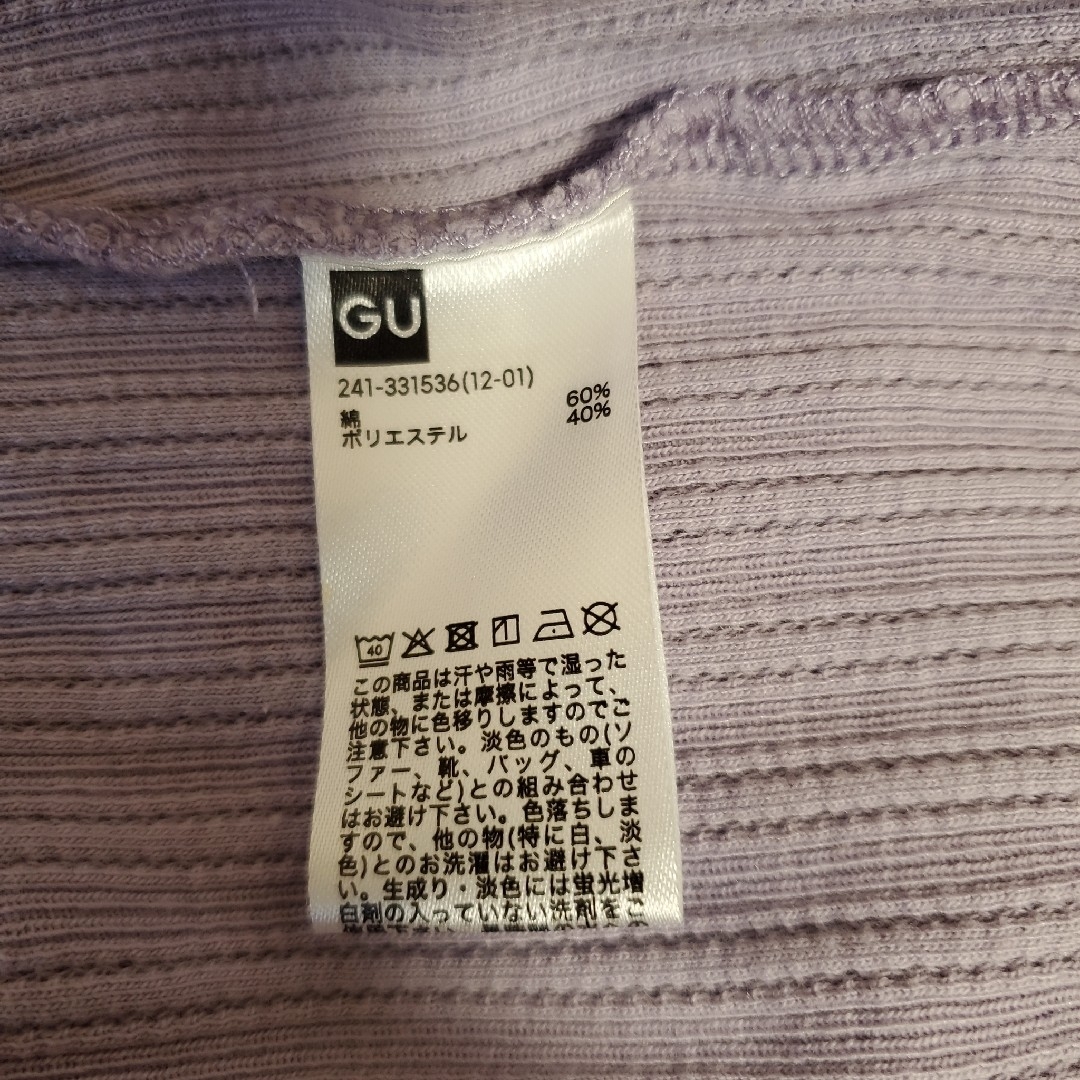 GU
241-331536(12-01)
綿 60%
ポリエステル 40%
40
この商品は汗や雨等で湿った
状態、または摩擦によって、
他の物に色移りしますのでご
注意下さい。淡色のもの(ソ
ファー、靴、バッグ、車の
シートなど)との組み合わせ
はお避け下さい。色落ちしま
すので、他の物(特に白、淡
色)とのお洗濯はお避け下さ
い。生成り・淡色には蛍光増
白剤の入っていない洗剤をご